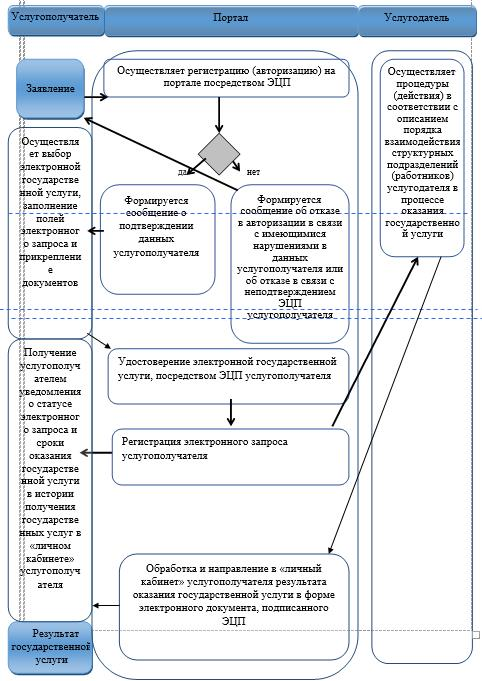 Услугополучатель
Портал
Услугодатель
Заявление
Осуществляет регистрацию (авторизацию) на
портале посредством ЭЦП
да
нет
Осуществля
ет выбор
электронной
государстве
нной услуги,
заполнение
полей
электронног
о запроса и
прикреплени
е
документов
Формируется
сообщение о
подтверждении
данных
услугополучателя
Формируется
сообщение об отказе
в авторизации в связи
с имеющимися
нарушениями в
данных
услугополучателя или
об отказе в связи с
неподтверждением
ЭЦП
услугополучателя
Осуществляет
процедуры
(действия) в
соответствии с
описанием
порядка
взаимодействия
структурных
подразделений
(работников)
услугодателя в
процессе
оказания
государственно
й услуги
Удостоверение электронной государственной
услуги, посредством ЭЦП услугополучателя
Регистрация электронного запроса
услугополучателя
Получение
услугополуч
ателем
уведомления
о статусе
электронног
о запроса и
сроки
оказания
государстве
нной услуги
в истории
получения
государстве
нных услуг в
«личном
кабинете»
услугополуч
ателя
Обработка и направление в «личный
кабинет» услугополучателя результата
оказания государственной услуги в форме
электронного документа, подписанного
ЭЦП
Результат
государственной
услуги